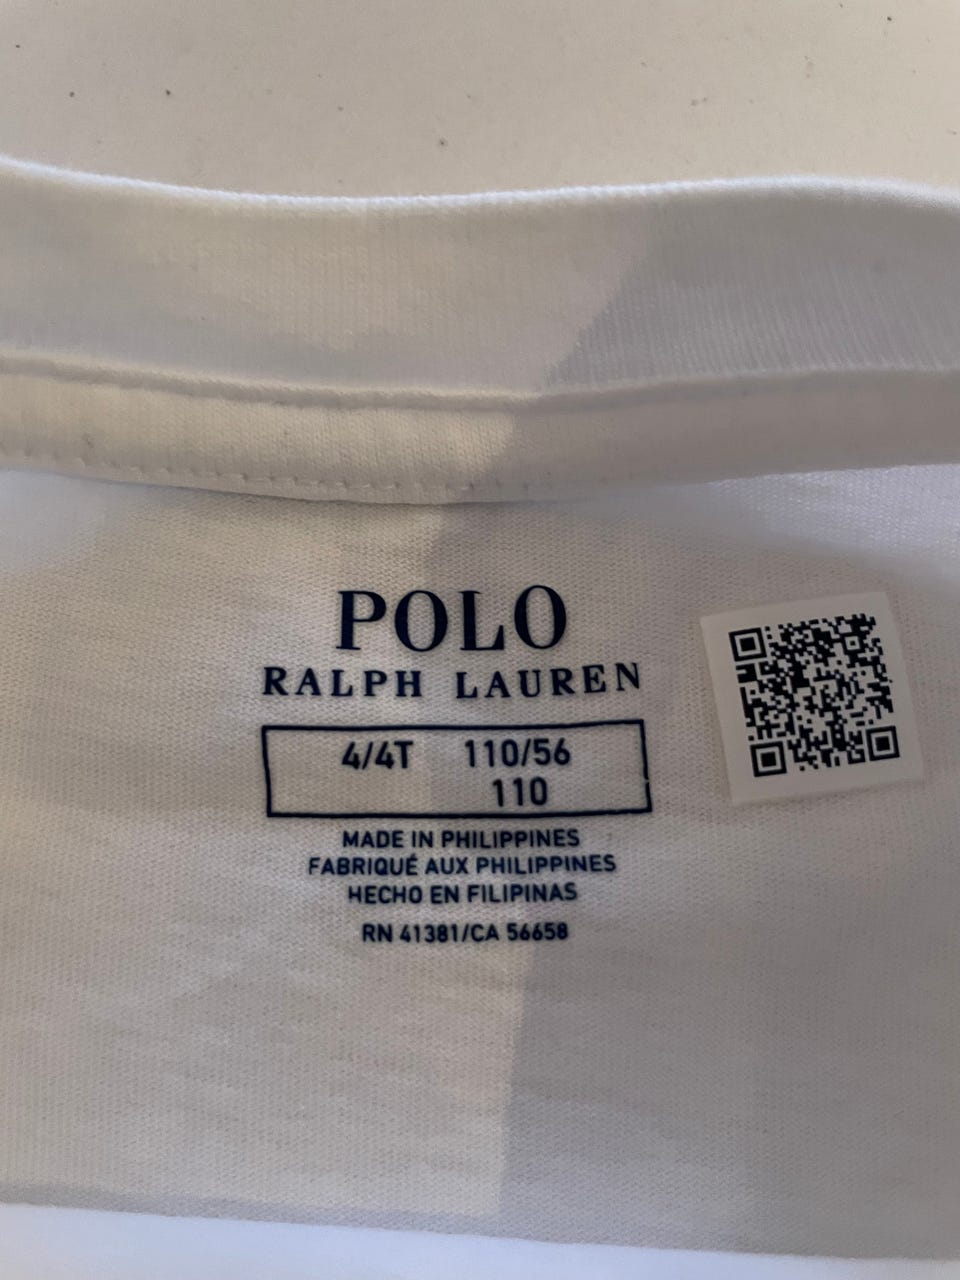 POLO
RALPH LAUREN
4/4T 110/56
110
MADE IN PHILIPPINES
FABRIQUÉ AUX PHILIPPINES
HECHO EN FILIPINAS
RN 41381/CA 56658